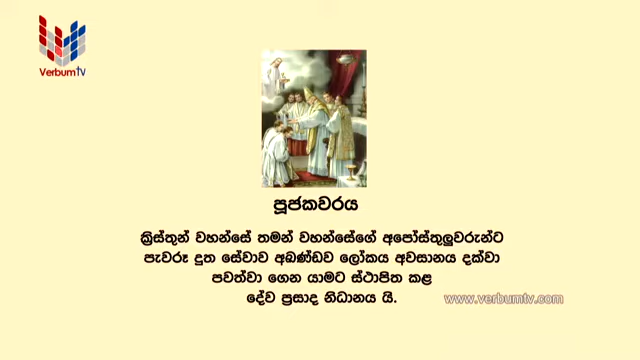 VerbumTV
පූජකවරය
ක්‍රිස්තුන් වහන්සේ තමන් වහන්සේගේ අපෝස්තුලුවරුන්ට
පැවරූ දූත සේවාව අඛණ්ඩව ලෝකය අවසානය දක්වා
පවත්වා ගෙන යාමට ස්ථාපිත කළ
දේව ප්‍රසාද නිධානය යි.
www.verbumtv.com